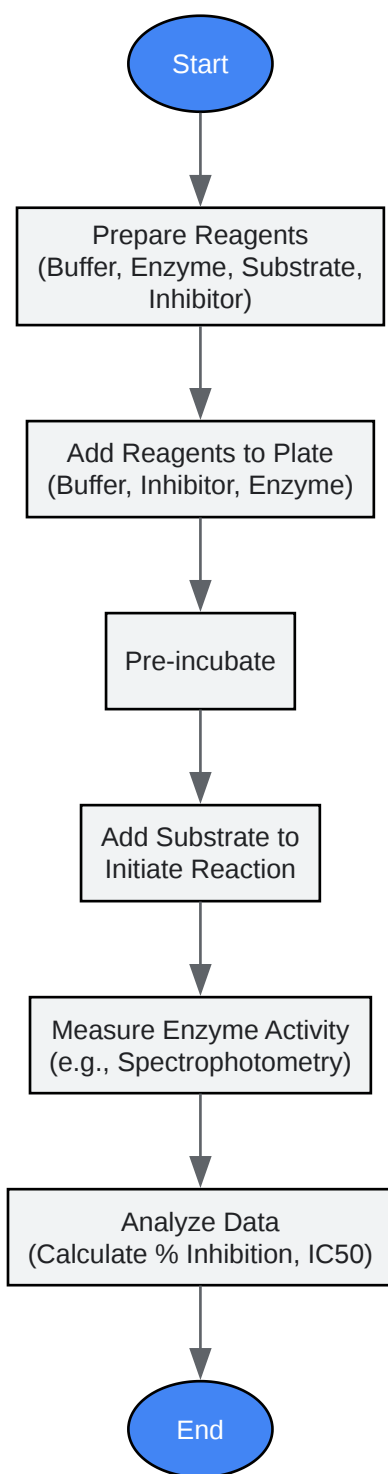 Start
Prepare Reagents
(Buffer, Enzyme, Substrate,
Inhibitor)
Add Reagents to Plate
(Buffer, Inhibitor, Enzyme)
Pre-incubate
Add Substrate to
Initiate Reaction
Measure Enzyme Activity
(e.g., Spectrophotometry)
Analyze Data
(Calculate % Inhibition, IC50)
End